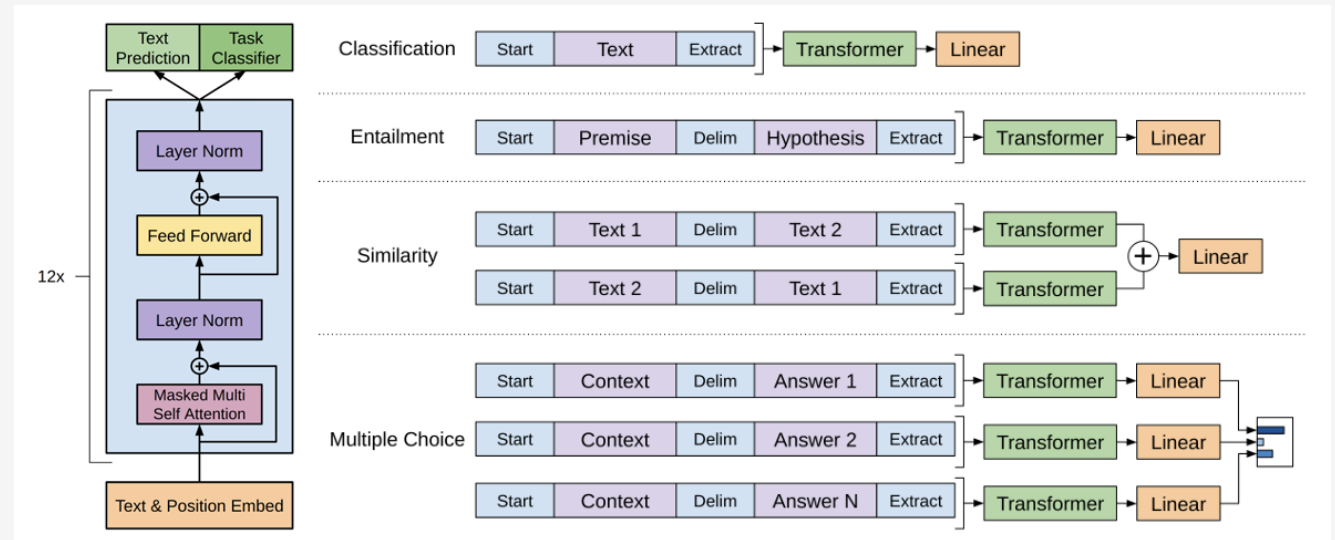 Text
Prediction
Task
Classifier
12x
Layer Norm
+
Feed Forward
Layer Norm
+
Masked Multi
Self Attention
Text & Position Embed
Classification Start Text Extract Transformer Linear
Entailment Start Premise Delim Hypothesis Extract Transformer Linear
Similarity
Start Text 1 Delim Text 2 Extract Transformer
Start Text 2 Delim Text 1 Extract Transformer
+ Linear
Multiple Choice
Start Context Delim Answer 1 Extract Transformer Linear
Start Context Delim Answer 2 Extract Transformer Linear
Start Context Delim Answer N Extract Transformer Linear